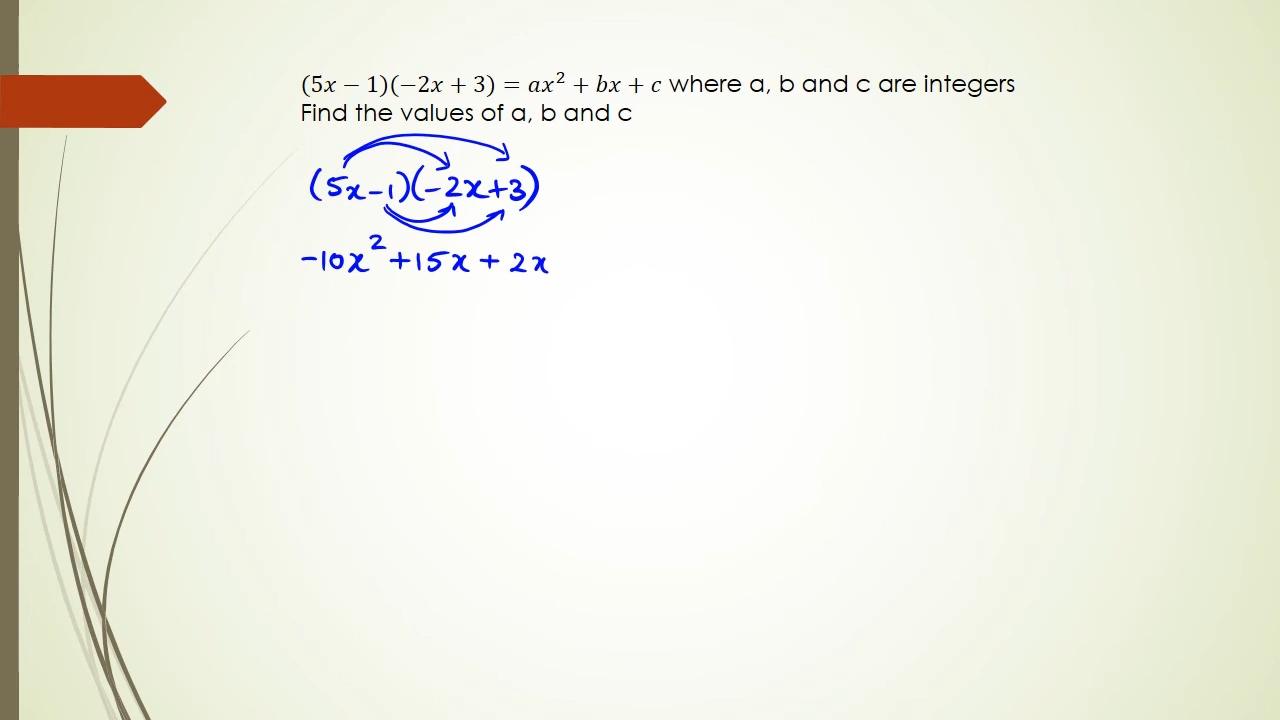 (5x − 1)(−2x + 3) = ax² + bx + c where a, b and c are integers
Find the values of a, b and c
(5x-1)(-2x+3)
-10x² +15x + 2x